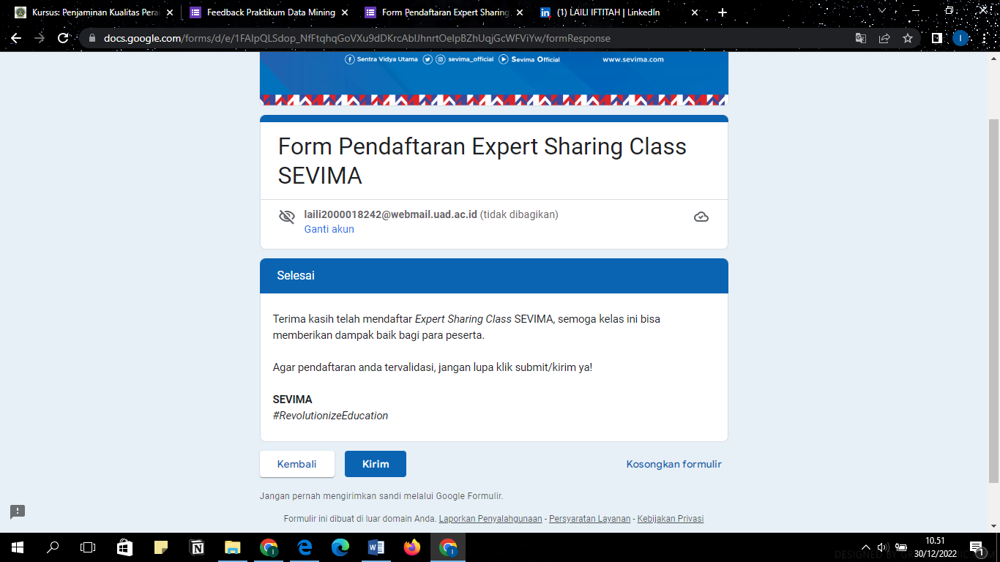 Kursus: Penjaminan Kualitas Pera
Feedback Praktikum Data Mining
Form Pendaftaran Expert Sharing
(1) LAILI IFTITAH | LinkedIn
docs.google.com/forms/d/e/1FAIpQLSdop_NfFtqhqGoVXu9dDKrcAbIJhnrtOeIpBZhUqjGcWFViYw/formResponse
I
Sentra Vidya Utama sevima_official Sevima Official www.sevima.com
Form Pendaftaran Expert Sharing Class
SEVIMA
laili2000018242@webmail.uad.ac.id (tidak dibagikan)
Ganti akun
Selesai
Terima kasih telah mendaftar Expert Sharing Class SEVIMA, semoga kelas ini bisa
memberikan dampak baik bagi para peserta.
Agar pendaftaran anda tervalidasi, jangan lupa klik submit/kirim ya!
SEVIMA
#RevolutionizeEducation
Kembali
Kirim
Kosongkan formulir
Jangan pernah mengirimkan sandi melalui Google Formulir.
Formulir ini dibuat di luar domain Anda. Laporkan Penyalahgunaan - Persyaratan Layanan - Kebijakan Privasi
10.51
30/12/2022
1